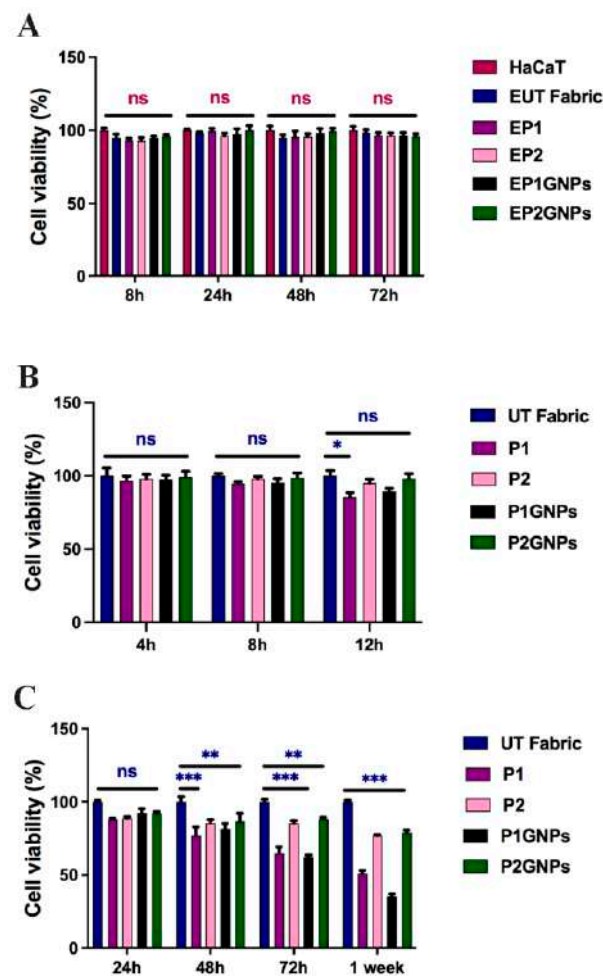 A
Cell viability (%)
150
100
50
0
ns
ns
ns
ns
8h
24h
48h
72h
HaCaT
EUT Fabric
EP1
EP2
EP1GNPs
EP2GNPs
B
Cell viability (%)
150
100
50
0
ns
ns
ns
*
4h
8h
12h
UT Fabric
P1
P2
P1GNPs
P2GNPs
C
Cell viability (%)
150
100
50
0
ns
**
***
**
***
***
24h
48h
72h
1 week
UT Fabric
P1
P2
P1GNPs
P2GNPs